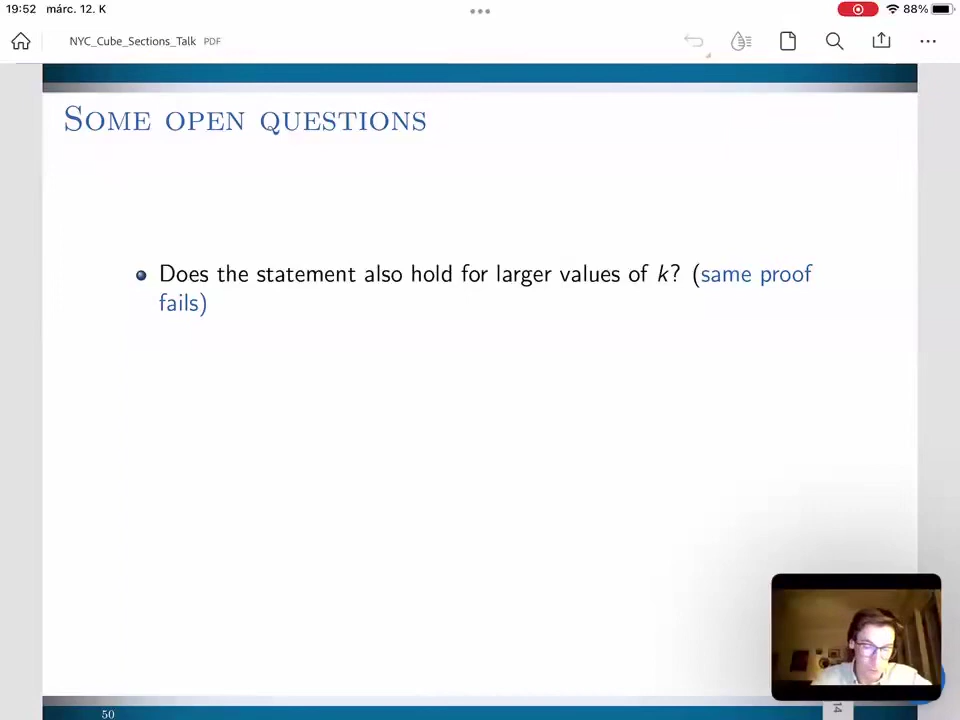 19:52 márc. 12. K
88%
NYC_Cube_Sections_Talk PDF
SOME OPEN QUESTIONS
Does the statement also hold for larger values of k? (same proof
fails)
50
14